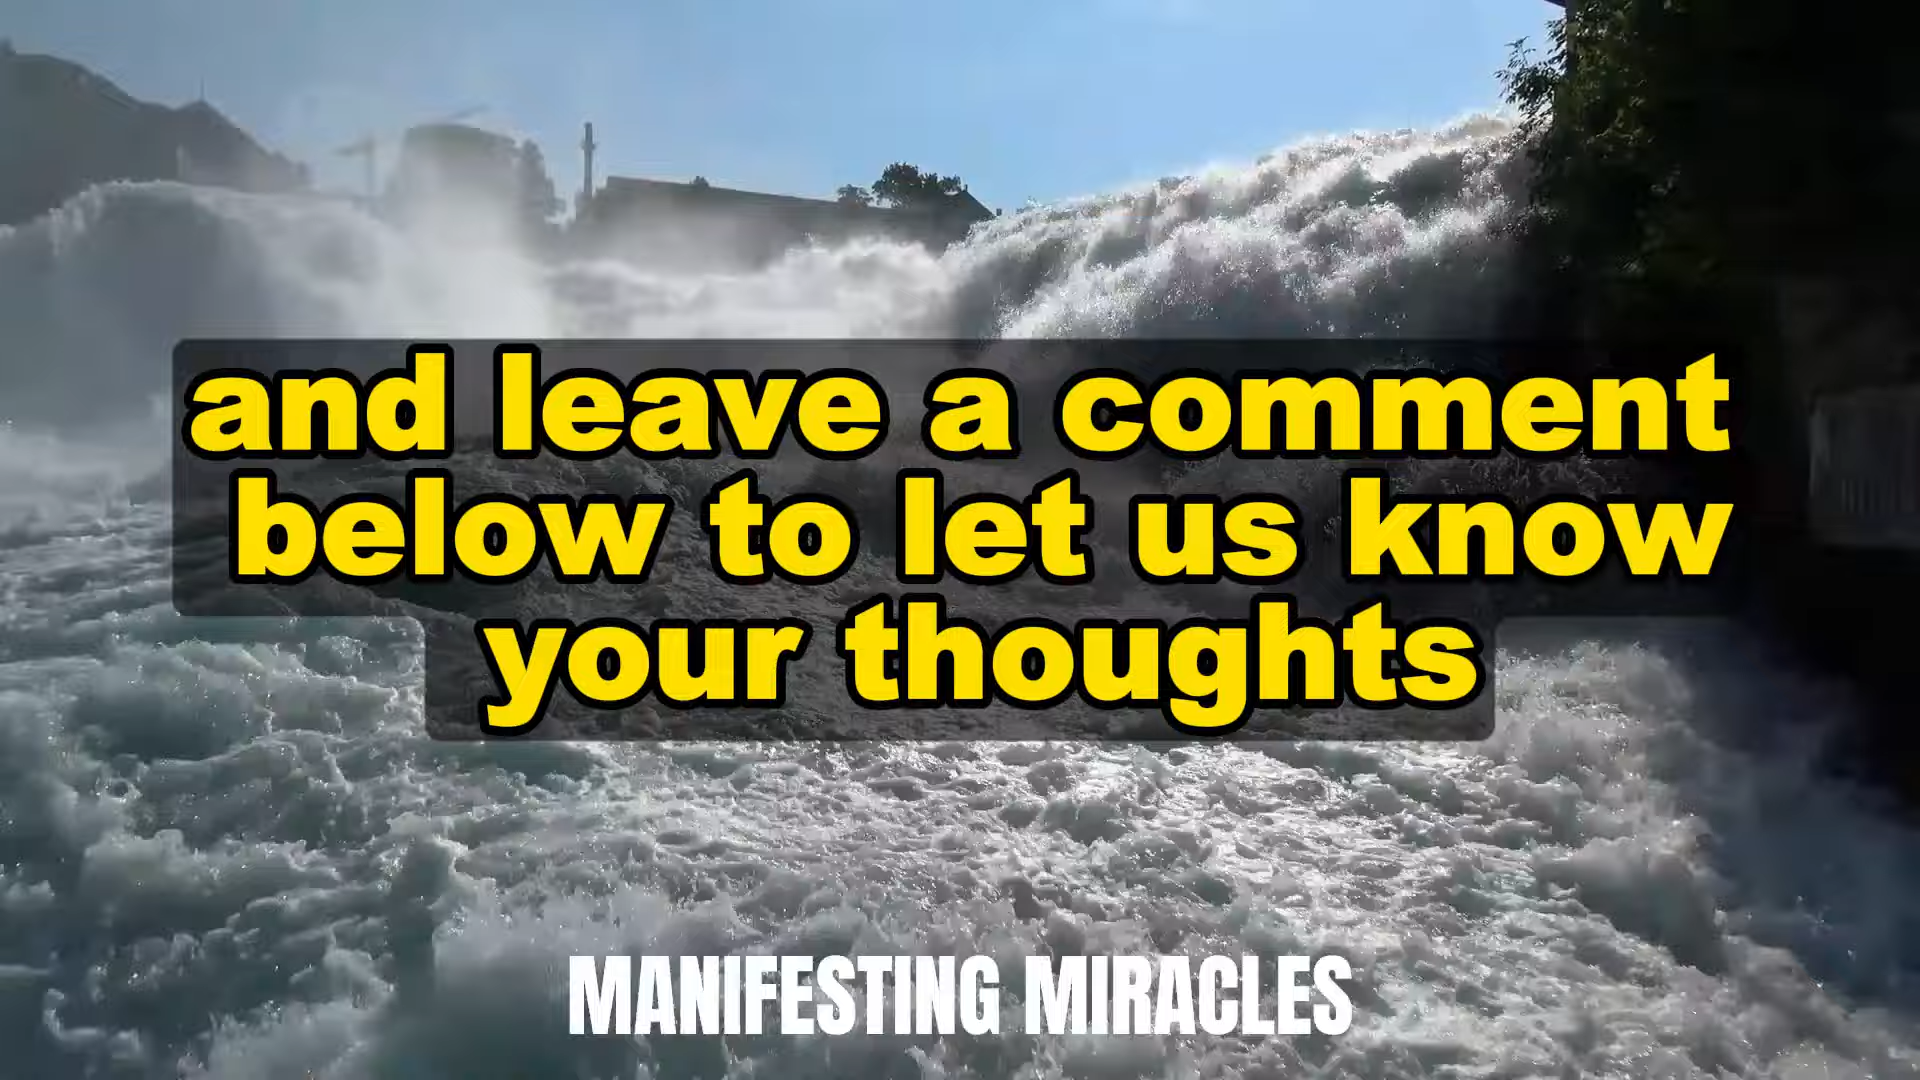 and leave a comment
below to let us know
your thoughts
MANIFESTING MIRACLES